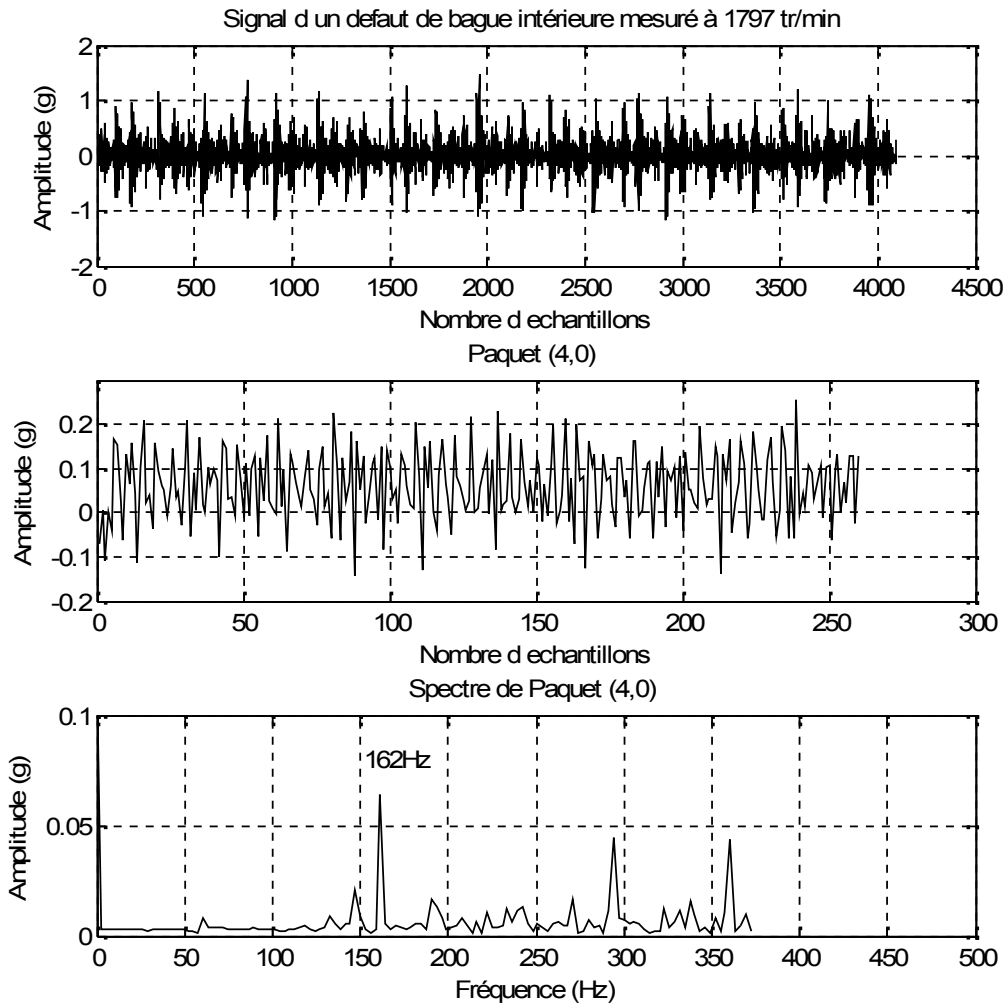 Signal d un defaut de bague intérieure mesuré à 1797 tr/min
2
1
0
-1
-2
Amplitude (g)
0 500 1000 1500 2000 2500 3000 3500 4000 4500
Nombre d echantillons
Paquet (4,0)
0.2
0.1
0
-0.1
-0.2
Amplitude (g)
0 50 100 150 200 250 300
Nombre d echantillons
Spectre de Paquet (4,0)
0.1
0.05
0
Amplitude (g)
162Hz
0 50 100 150 200 250 300 350 400 450 500
Fréquence (Hz)